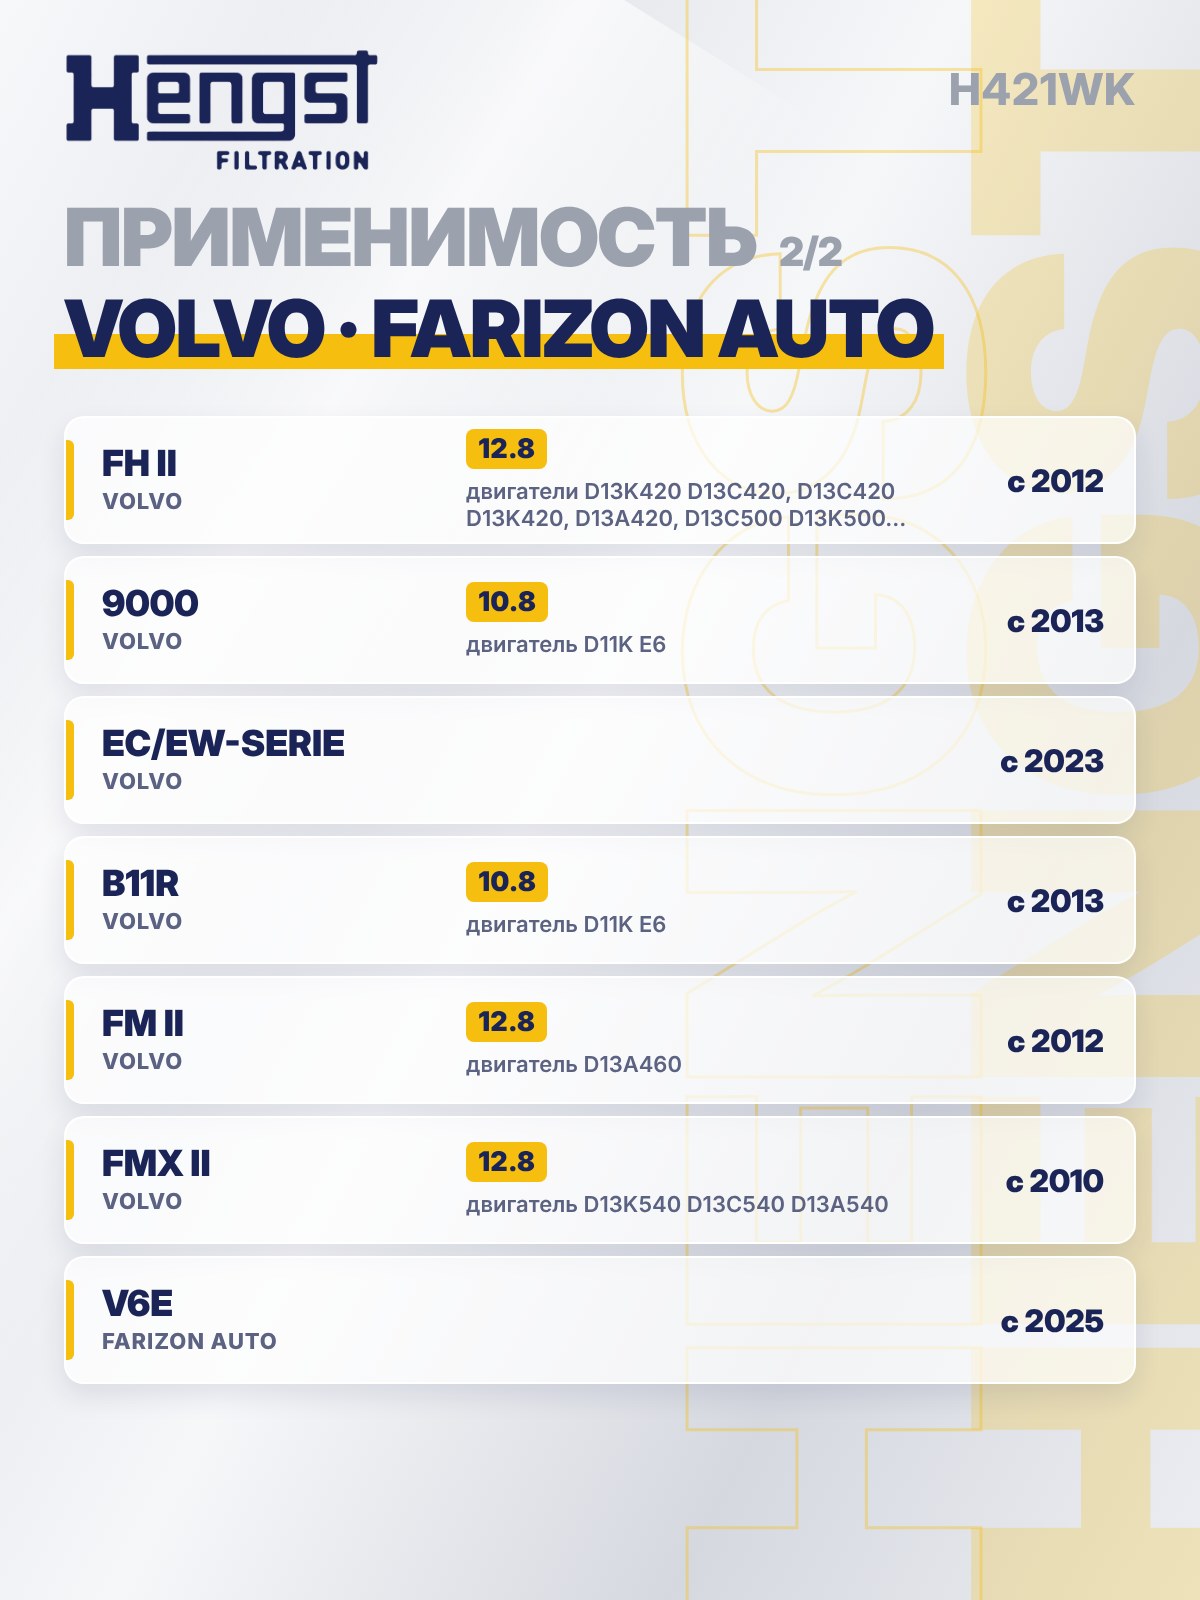 Hengst
FILTRATION
H421WK
ПРИМЕНИМОСТЬ 2/2
VOLVO · FARIZON AUTO
FH II
VOLVO
12.8
двигатели D13K420 D13C420, D13C420
D13K420, D13A420, D13C500 D13K500...
с 2012
9000
VOLVO
10.8
двигатель D11K E6
с 2013
EC/EW-SERIE
VOLVO
с 2023
B11R
VOLVO
10.8
двигатель D11K E6
с 2013
FM II
VOLVO
12.8
двигатель D13A460
с 2012
FMX II
VOLVO
12.8
двигатель D13K540 D13C540 D13A540
с 2010
V6E
FARIZON AUTO
с 2025
HENGST
HENGST